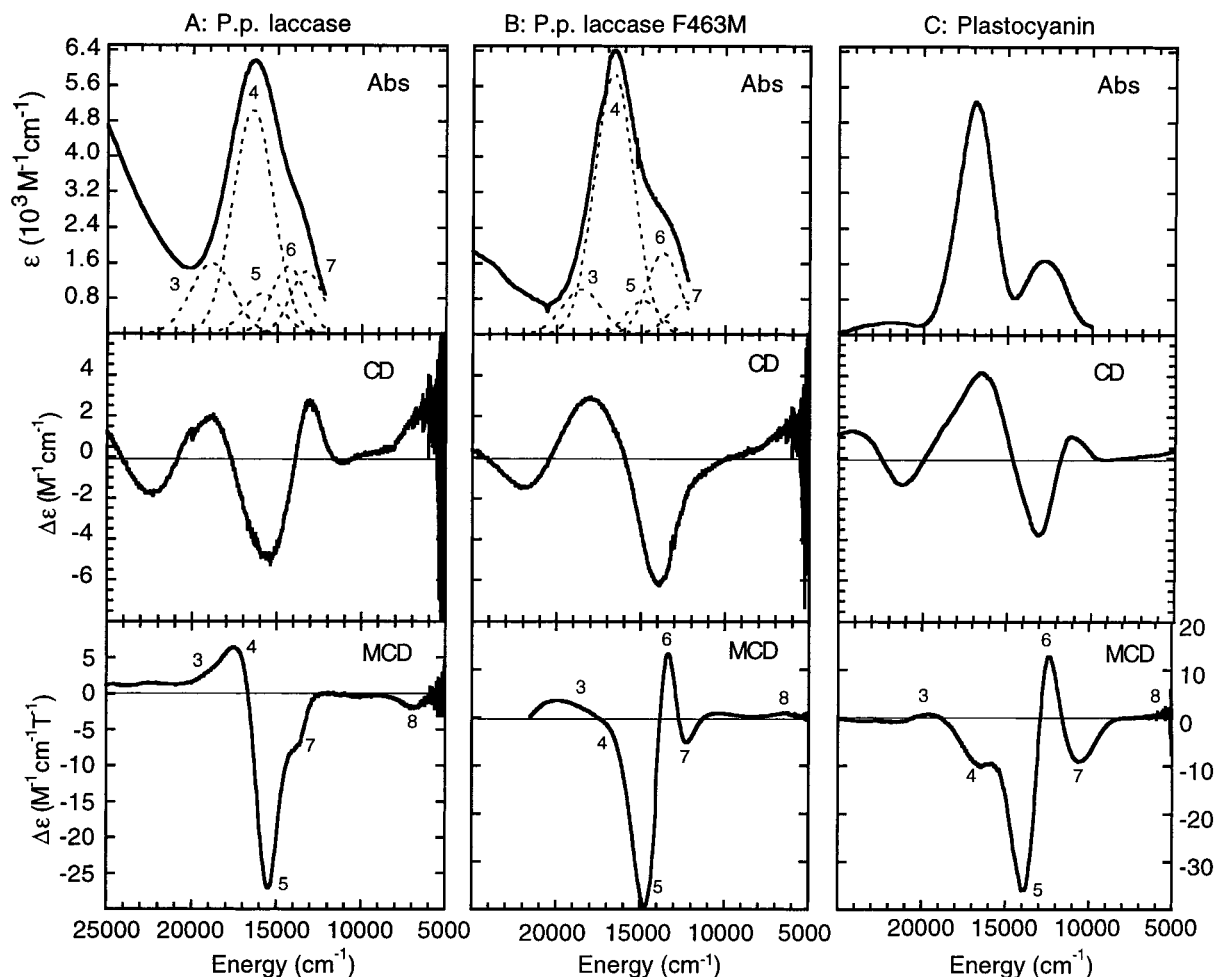 A: P.p. laccase
B: P.p. laccase F463M
C: Plastocyanin
ε (10³M⁻¹cm⁻¹)
6.4
5.6
4.8
4.0
3.2
2.4
1.6
0.8
Abs
3
4
5
6
7
Abs
3
4
5
6
7
Abs
Δε (M⁻¹cm⁻¹)
4
2
0
-2
-4
-6
CD
CD
CD
Δε (M⁻¹cm⁻¹T⁻¹)
5
0
-5
-10
-15
-20
-25
MCD
3
4
5
7
8
MCD
3
4
5
6
7
8
MCD
3
4
5
6
7
8
20
10
0
-10
-20
-30
25000 20000 15000 10000 5000
20000 15000 10000 5000
20000 15000 10000 5000
Energy (cm⁻¹)
Energy (cm⁻¹)
Energy (cm⁻¹)